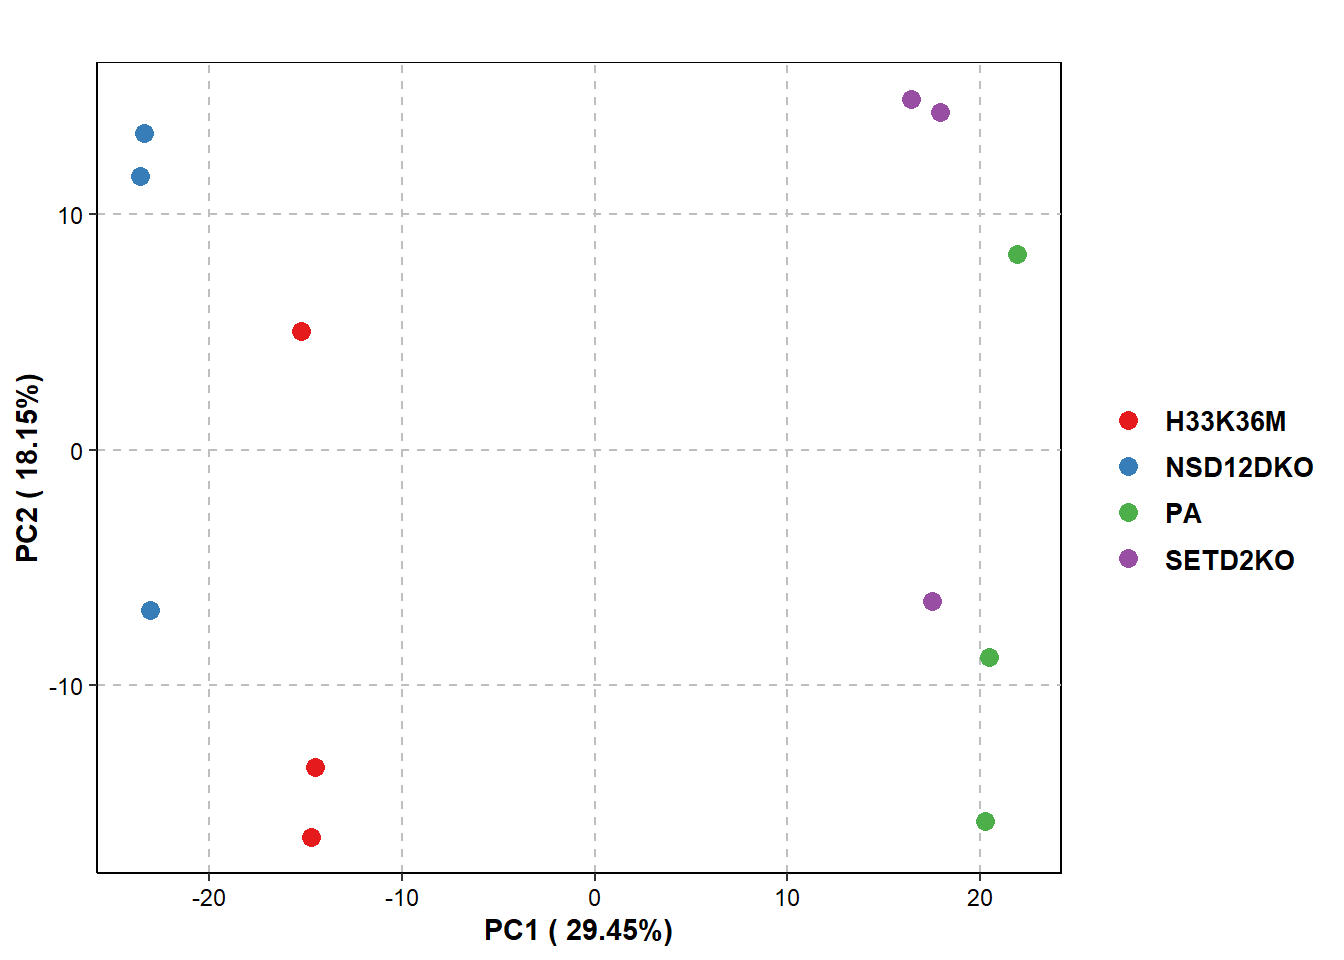 10
0
-10
PC2 ( 18.15%)
-20 -10 0 10 20
PC1 ( 29.45%)
H33K36M
NSD12DKO
PA
SETD2KO